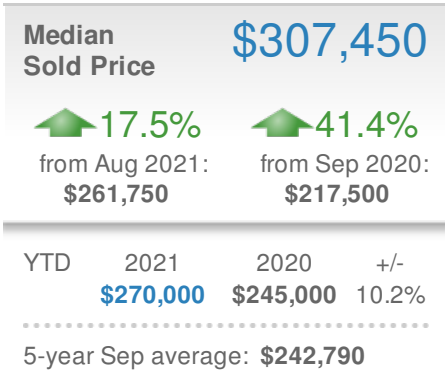 Median
Sold Price
$307,450
17.5%
from Aug 2021:
$261,750
41.4%
from Sep 2020:
$217,500
YTD 2021 2020 +/-
$270,000 $245,000 10.2%
5-year Sep average: $242,790